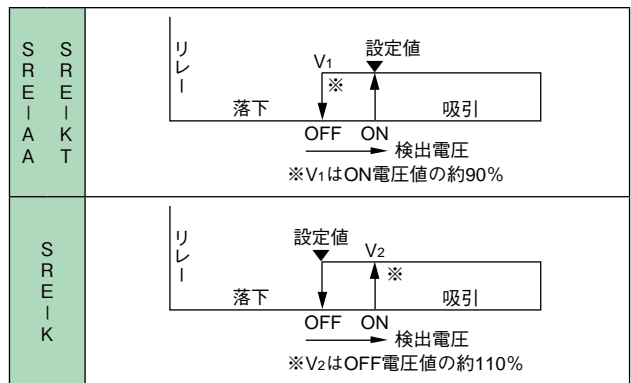 SRE-AA
SRE-KT
リレー
V1
設定値
※
落下
吸引
OFF
ON
検出電圧
※V1はON電圧値の約90%
SRE-K
リレー
設定値
V2
※
落下
吸引
OFF
ON
検出電圧
※V2はOFF電圧値の約110%